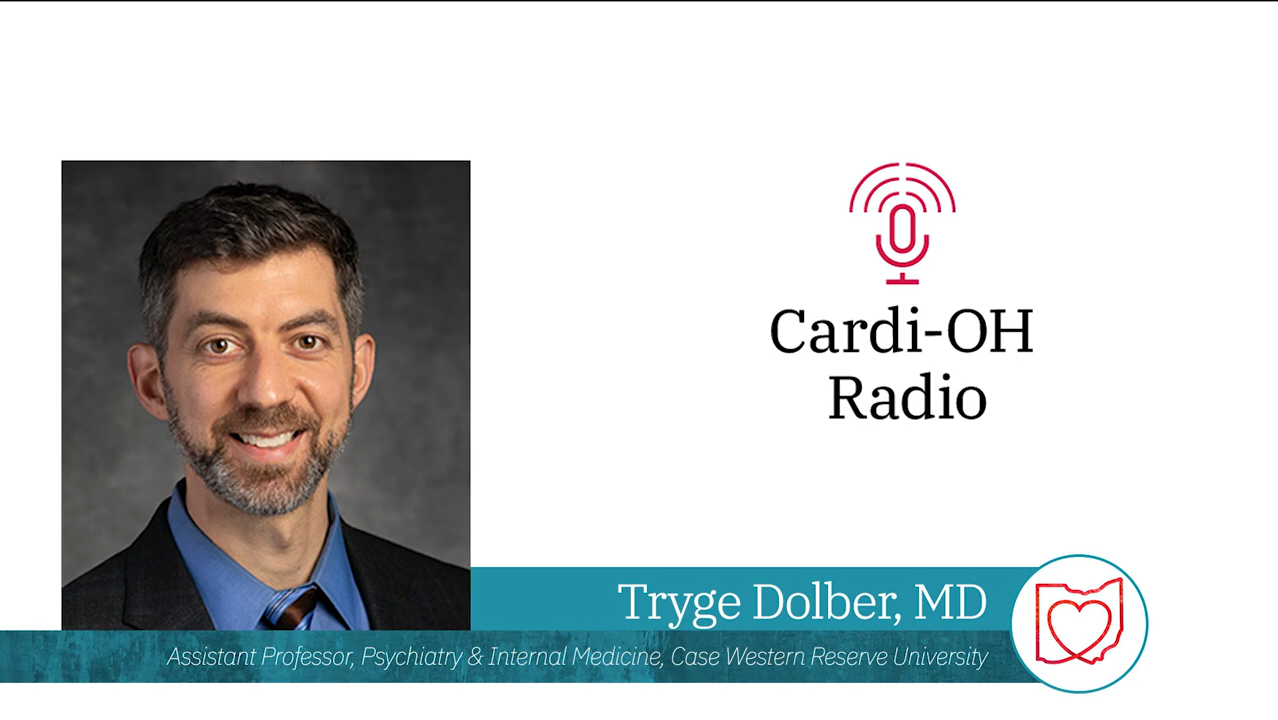 Cardi-OH
Radio
Tryge Dolber, MD
Assistant Professor, Psychiatry & Internal Medicine, Case Western Reserve University